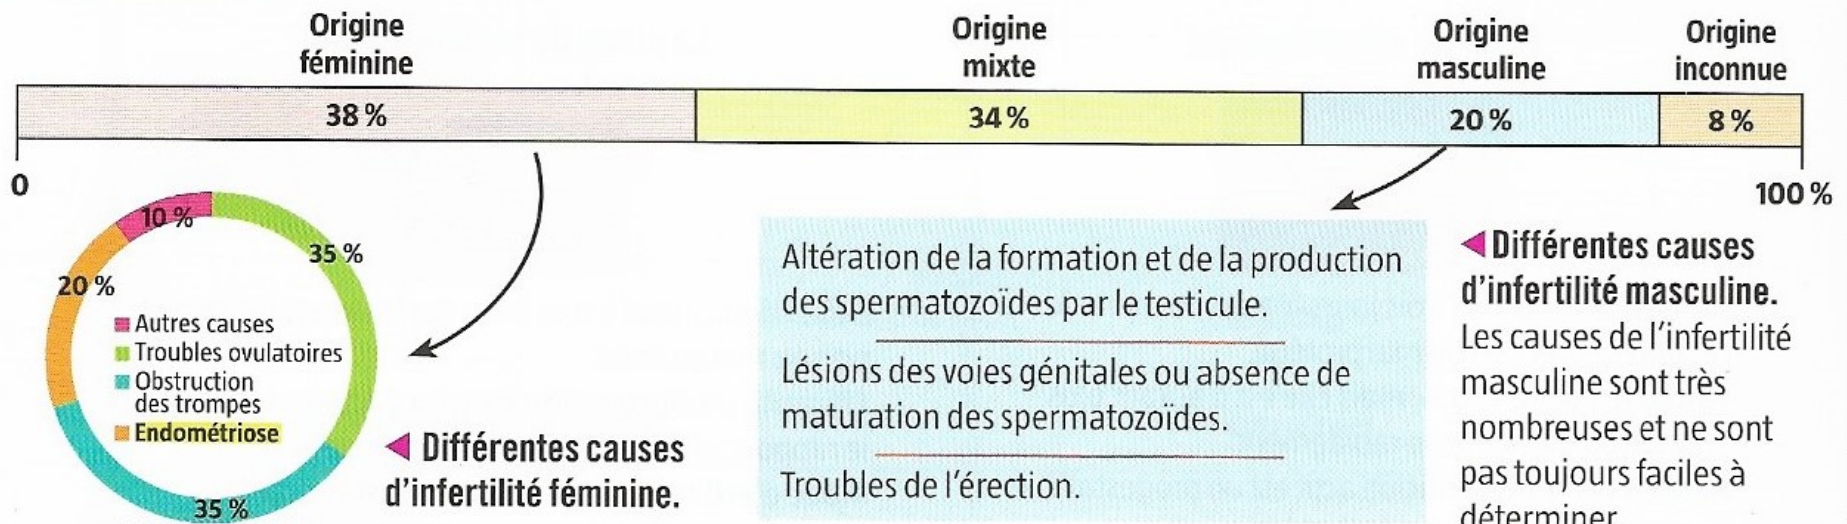 Origine
féminine
Origine
mixte
Origine
masculine
Origine
inconnue
38 %
34 %
20 %
8 %
0
100 %
10 %
35 %
20 %
35 %
Autres causes
Troubles ovulatoires
Obstruction
des trompes
Endométriose
Différentes causes
d'infertilité féminine.
Altération de la formation et de la production
des spermatozoïdes par le testicule.
Lésions des voies génitales ou absence de
maturation des spermatozoïdes.
Troubles de l'érection.
Différentes causes
d'infertilité masculine.
Les causes de l'infertilité
masculine sont très
nombreuses et ne sont
pas toujours faciles à
déterminer